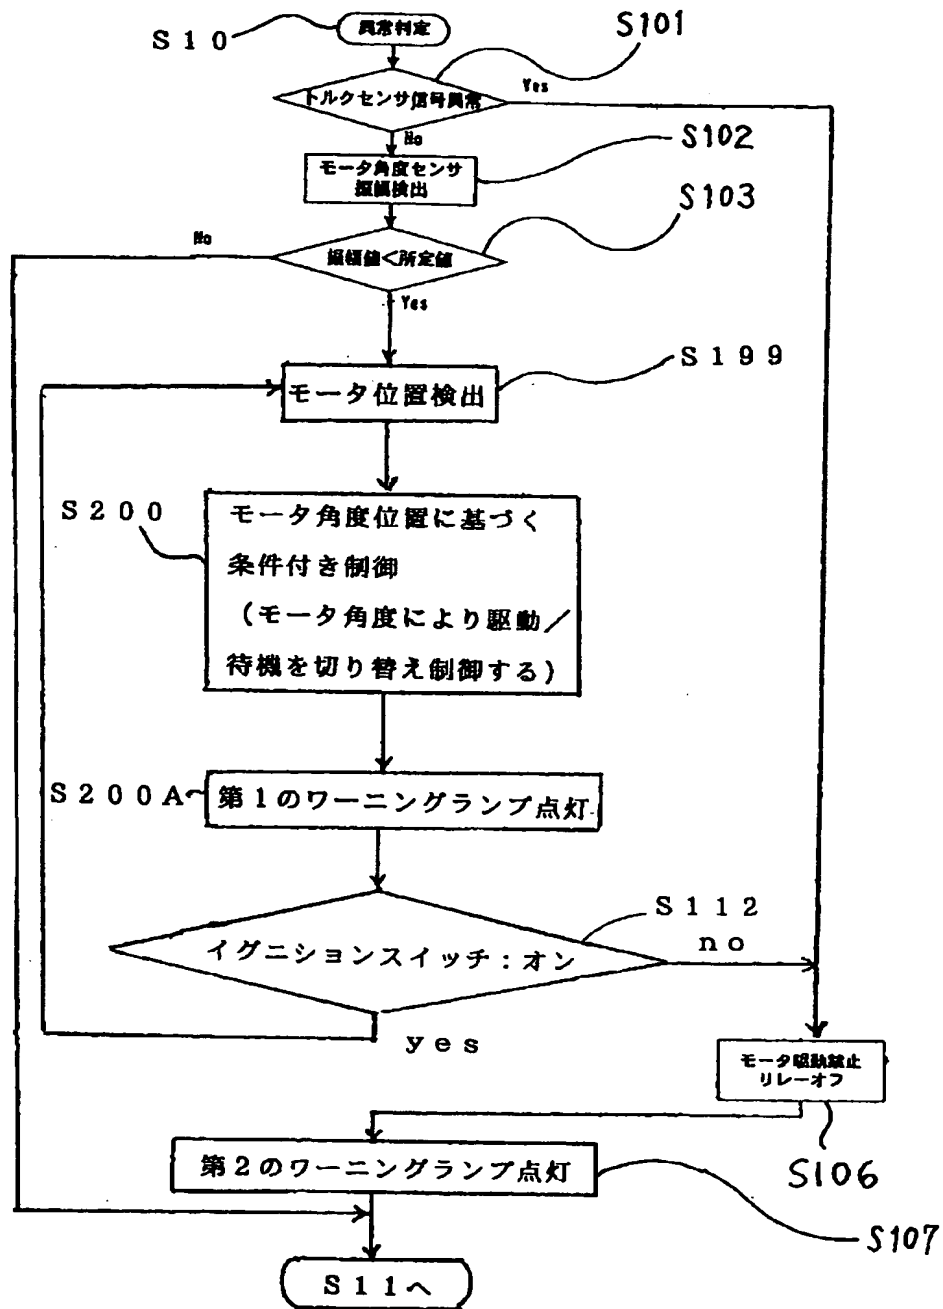 S10
異常判定
S101
トルクセンサ信号異常
Yes
No
S102
モータ角度センサ
振幅検出
S103
振幅値<所定値
No
Yes
S199
モータ位置検出
S200
モータ角度位置に基づく
条件付き制御
(モータ角度により駆動/
待機を切り替え制御する)
S200A
第1のワーニングランプ点灯
S112
イグニションスイッチ:オン
no
yes
モータ駆動禁止
リレーオフ
S106
第2のワーニングランプ点灯
S107
S11へ